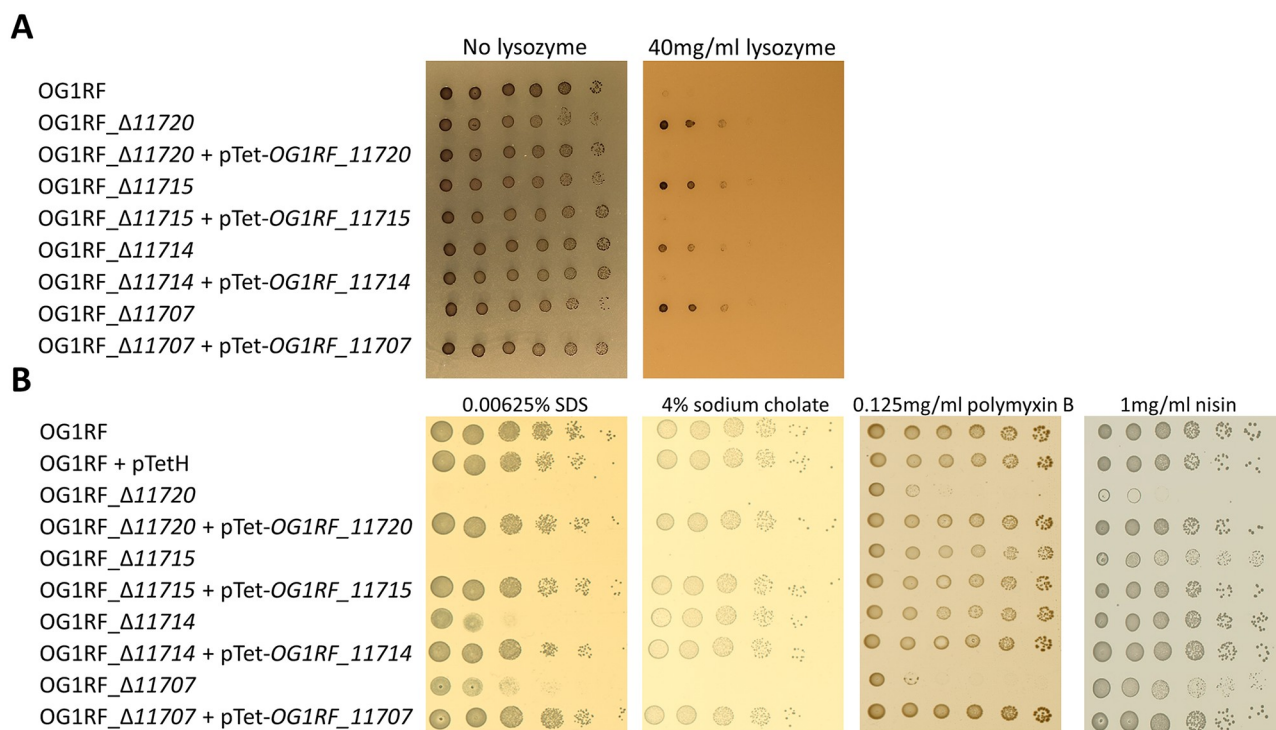 A
No lysozyme 40mg/ml lysozyme
OG1RF
OG1RF_Δ11720
OG1RF_Δ11720 + pTet-OG1RF_11720
OG1RF_Δ11715
OG1RF_Δ11715 + pTet-OG1RF_11715
OG1RF_Δ11714
OG1RF_Δ11714 + pTet-OG1RF_11714
OG1RF_Δ11707
OG1RF_Δ11707 + pTet-OG1RF_11707
B
0.00625% SDS 4% sodium cholate 0.125mg/ml polymyxin B 1mg/ml nisin
OG1RF
OG1RF + pTetH
OG1RF_Δ11720
OG1RF_Δ11720 + pTet-OG1RF_11720
OG1RF_Δ11715
OG1RF_Δ11715 + pTet-OG1RF_11715
OG1RF_Δ11714
OG1RF_Δ11714 + pTet-OG1RF_11714
OG1RF_Δ11707
OG1RF_Δ11707 + pTet-OG1RF_11707